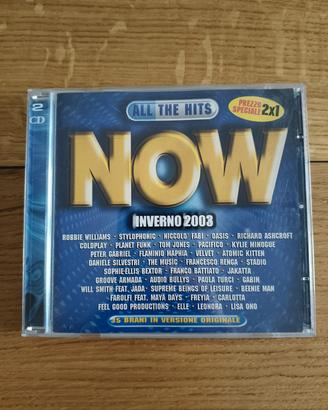 ALL THE HITS
PREZZO SPECIALE 2x1
2 CD
NOW
INVERNO 2003
ROBBIE WILLIAMS · STYLOPHONIC · NICCOLÒ FABI · OASIS · RICHARD ASHCROFT
COLDPLAY · PLANET FUNK · TOM JONES · PACIFICO · KYLIE MINOGUE
PETER GABRIEL · FLAMINIO MAPHIA · VELVET · ATOMIC KITTEN
DANIELE SILVESTRI · THE MUSIC · FRANCESCO RENGA · STADIO
SOPHIE ELLIS BEXTOR · FRANCO BATTIATO · JAKATTA
GROOVE ARMADA · AUDIO BULLYS · PAOLA TURCI · GABIN
WILL SMITH FEAT. JADA · SUPREME BEINGS OF LEISURE · BEENIE MAN
FAROLFI FEAT. MAYA DAYS · FREYIA · CARLOTTA
FEEL GOOD PRODUCTIONS · ELLE · LEONORA · LISA ONO
35 BRANI IN VERSIONE ORIGINALE